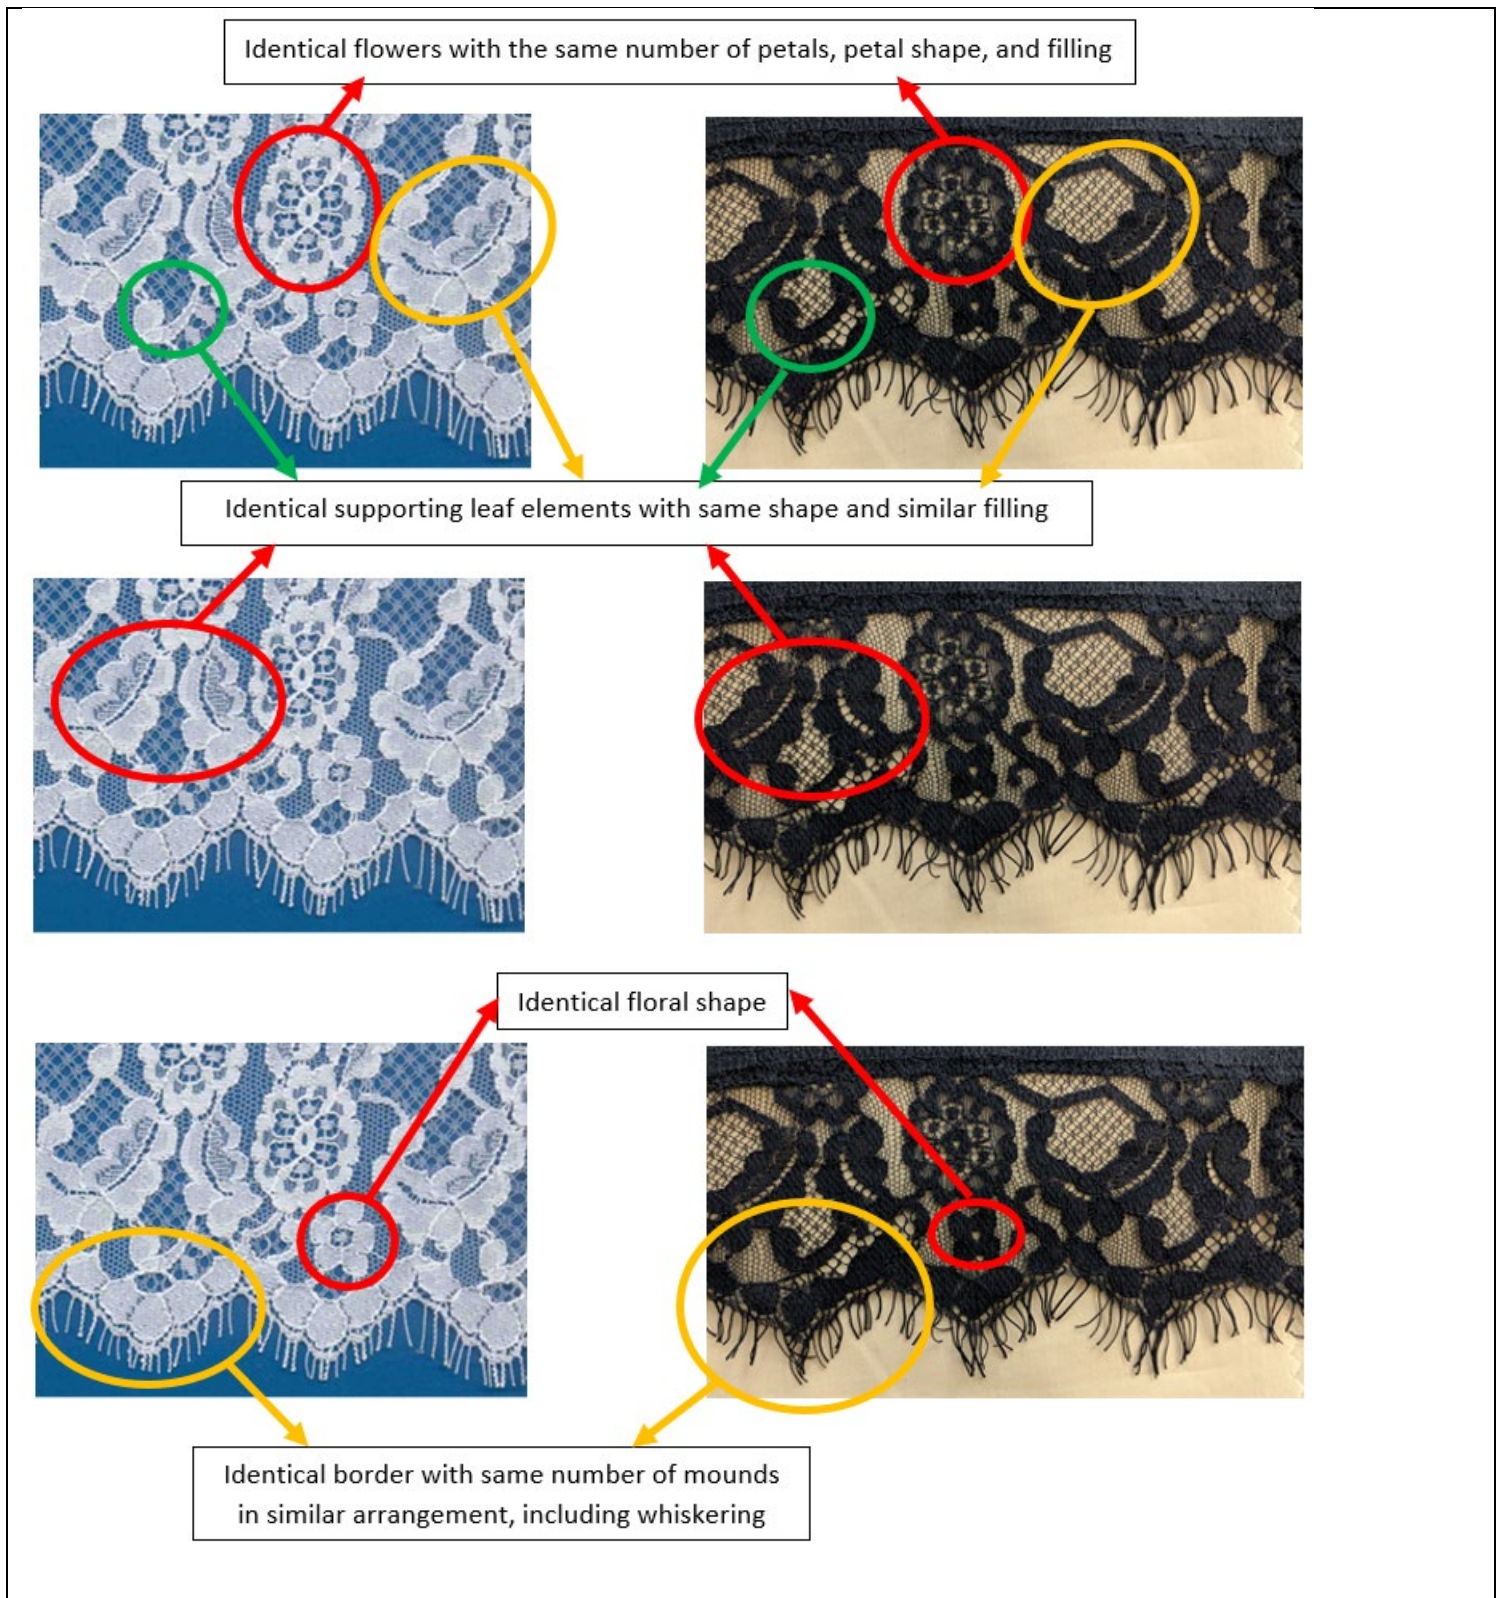 Identical flowers with the same number of petals, petal shape, and filling
Identical supporting leaf elements with same shape and similar filling
Identical floral shape
Identical border with same number of mounds
in similar arrangement, including whiskering